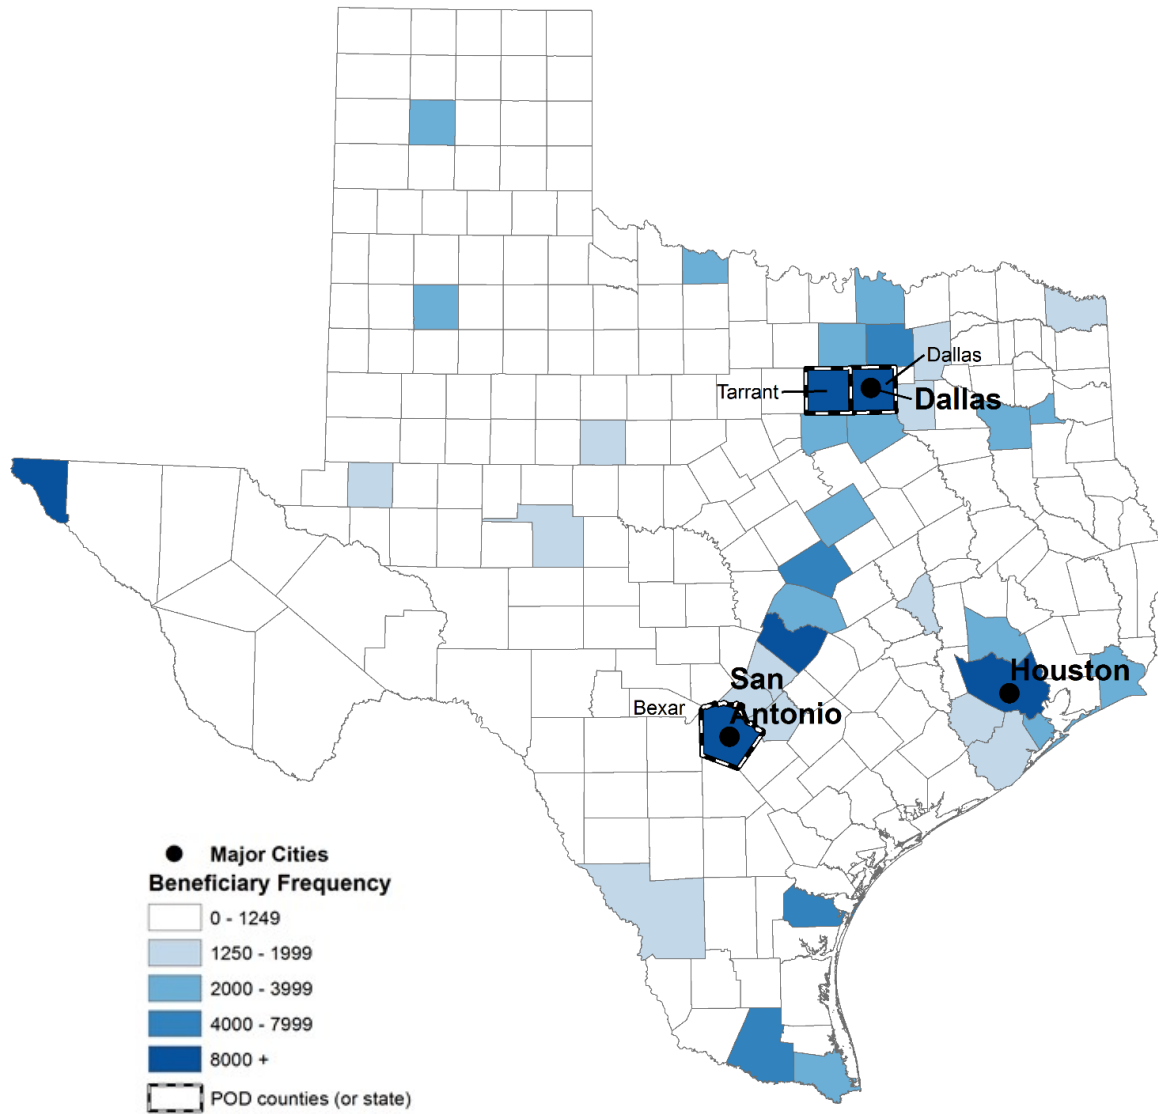 Dallas
Tarrant
Dallas
Houston
San
Bexar
Antonio
Major Cities
Beneficiary Frequency
0 - 1249
1250 - 1999
2000 - 3999
4000 - 7999
8000 +
POD counties (or state)